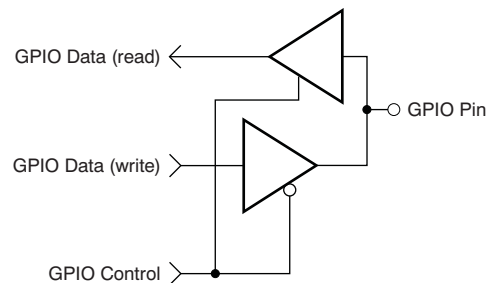 GPIO Data (read)
GPIO Pin
GPIO Data (write)
GPIO Control